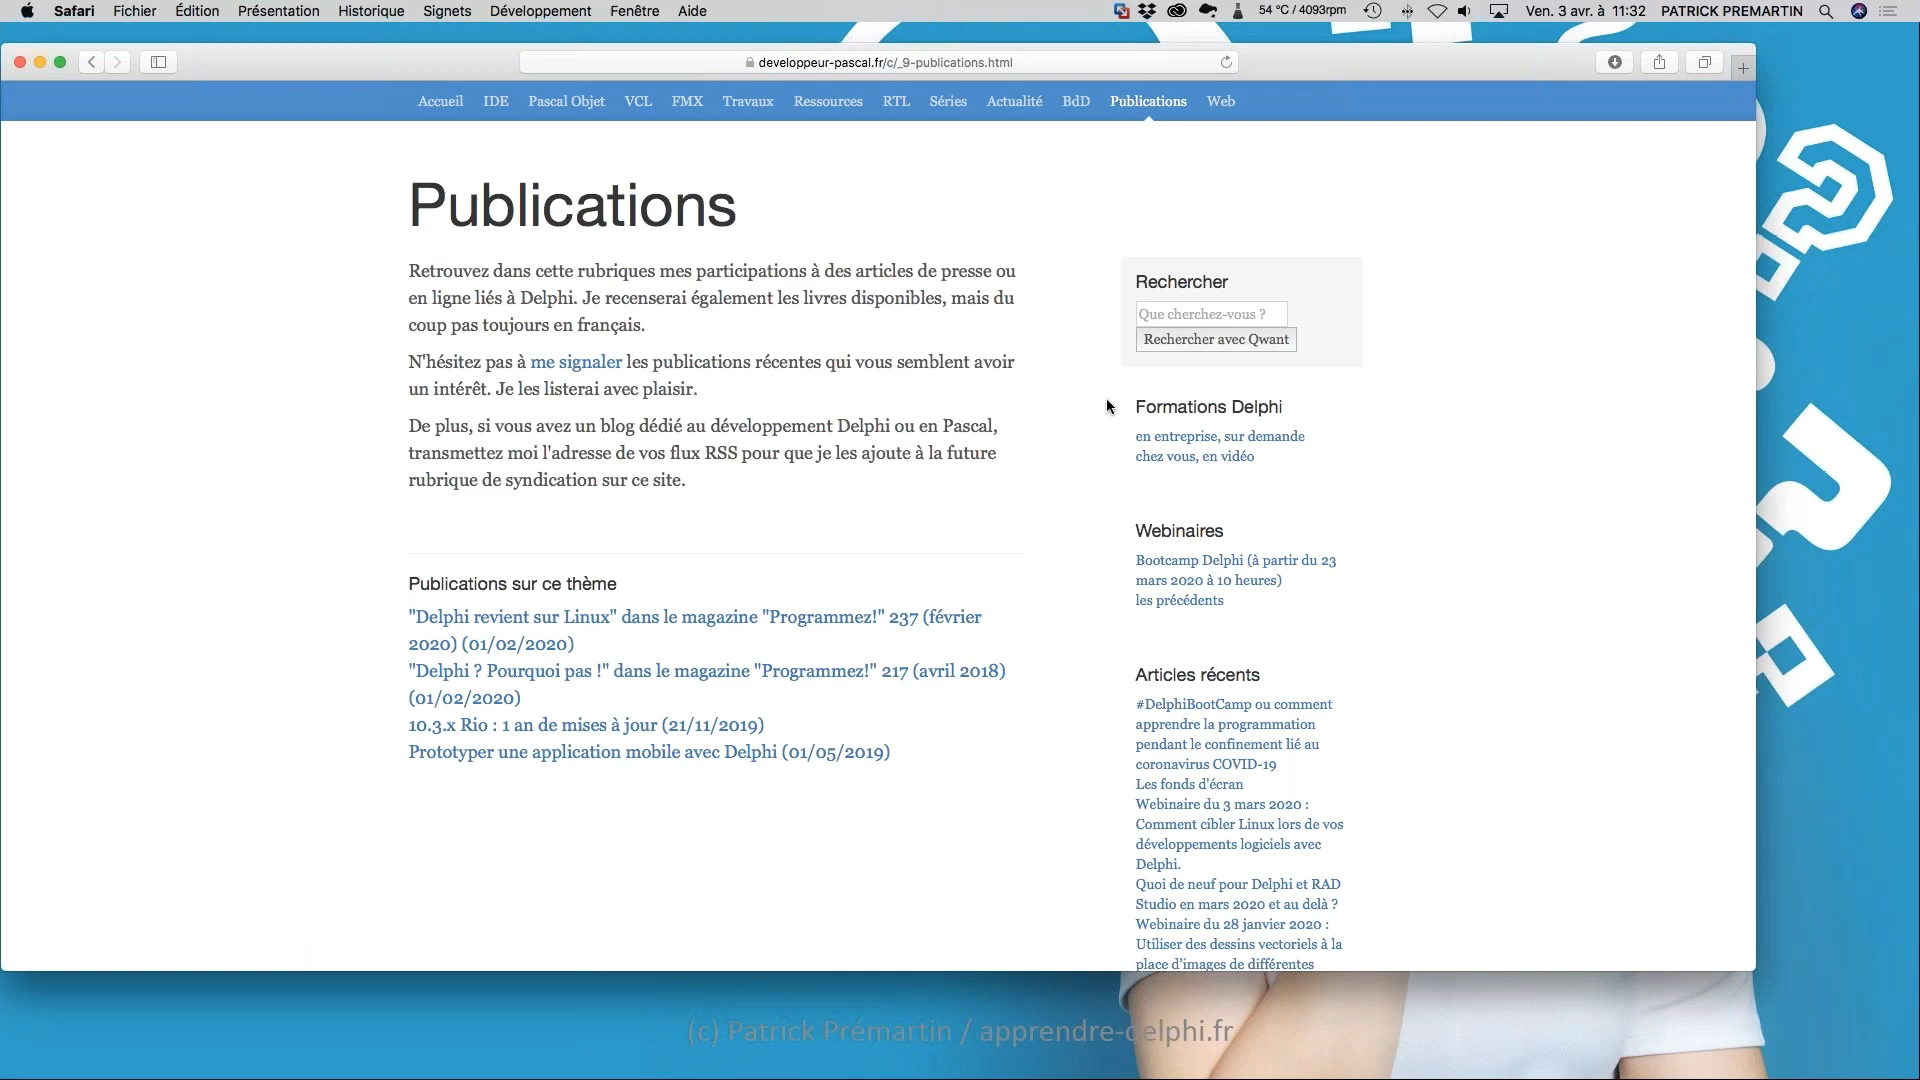 Safari Fichier Édition Présentation Historique Signets Développement Fenêtre Aide 54 °C / 4093rpm Ven. 3 avr. à 11:32 PATRICK PREMARTIN
developpeur-pascal.fr/c/_9-publications.html
Accueil IDE Pascal Objet VCL FMX Travaux Ressources RTL Séries Actualité BdD Publications Web
Publications
Retrouvez dans cette rubriques mes participations à des articles de presse ou
en ligne liés à Delphi. Je recenserai également les livres disponibles, mais du
coup pas toujours en français.
N'hésitez pas à me signaler les publications récentes qui vous semblent avoir
un intérêt. Je les listerai avec plaisir.
De plus, si vous avez un blog dédié au développement Delphi ou en Pascal,
transmettez moi l'adresse de vos flux RSS pour que je les ajoute à la future
rubrique de syndication sur ce site.
Publications sur ce thème
"Delphi revient sur Linux" dans le magazine "Programmez!" 237 (février
2020) (01/02/2020)
"Delphi ? Pourquoi pas !" dans le magazine "Programmez!" 217 (avril 2018)
(01/02/2020)
10.3.x Rio : 1 an de mises à jour (21/11/2019)
Prototyper une application mobile avec Delphi (01/05/2019)
Rechercher
Que cherchez-vous ?
Rechercher avec Qwant
Formations Delphi
en entreprise, sur demande
chez vous, en vidéo
Webinaires
Bootcamp Delphi (à partir du 23
mars 2020 à 10 heures)
les précédents
Articles récents
#DelphiBootCamp ou comment
apprendre la programmation
pendant le confinement lié au
coronavirus COVID-19
Les fonds d'écran
Webinaire du 3 mars 2020 :
Comment cibler Linux lors de vos
développements logiciels avec
Delphi.
Quoi de neuf pour Delphi et RAD
Studio en mars 2020 et au delà ?
Webinaire du 28 janvier 2020 :
Utiliser des dessins vectoriels à la
place d'images de différentes
(c) Patrick Prémartin / apprendre-delphi.fr